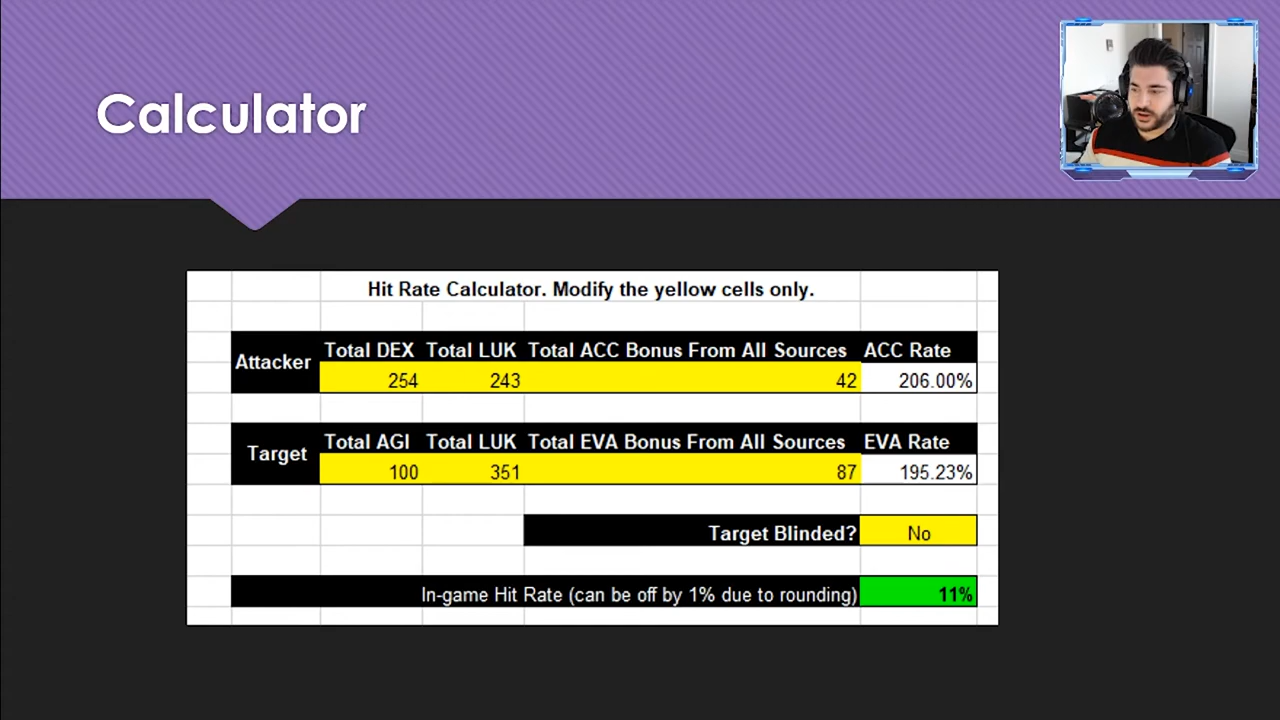 Calculator
Hit Rate Calculator. Modify the yellow cells only.
Attacker
Total DEX Total LUK Total ACC Bonus From All Sources ACC Rate
254 243 42 206.00%
Target
Total AGI Total LUK Total EVA Bonus From All Sources EVA Rate
100 351 87 195.23%
Target Blinded? No
In-game Hit Rate (can be off by 1% due to rounding) 11%